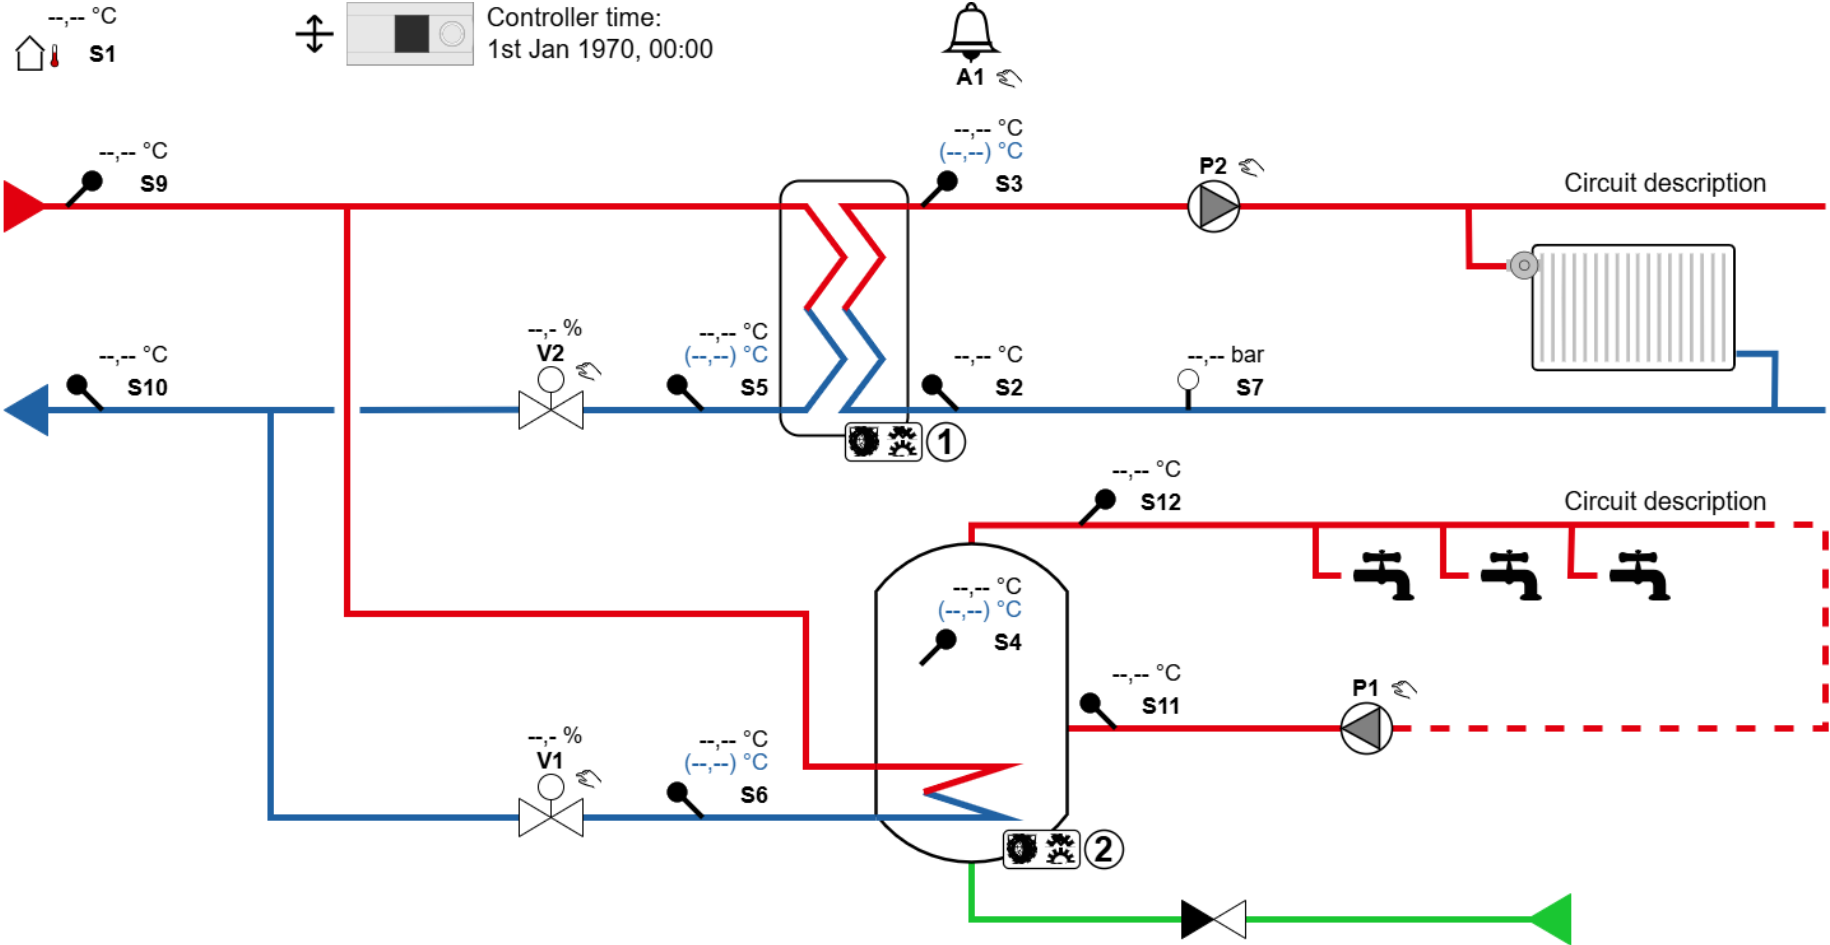 --,-- °C
S1
Controller time:
1st Jan 1970, 00:00
A1
--,-- °C
S9
--,-- °C
(--,--) °C
S3
P2
Circuit description
--,-- °C
S10
--,- %
V2
--,-- °C
(--,--) °C
S5
--,-- °C
S2
--,-- bar
S7
1
--,-- °C
S12
Circuit description
--,-- °C
(--,--) °C
S4
--,-- °C
S11
P1
--,- %
V1
--,-- °C
(--,--) °C
S6
2